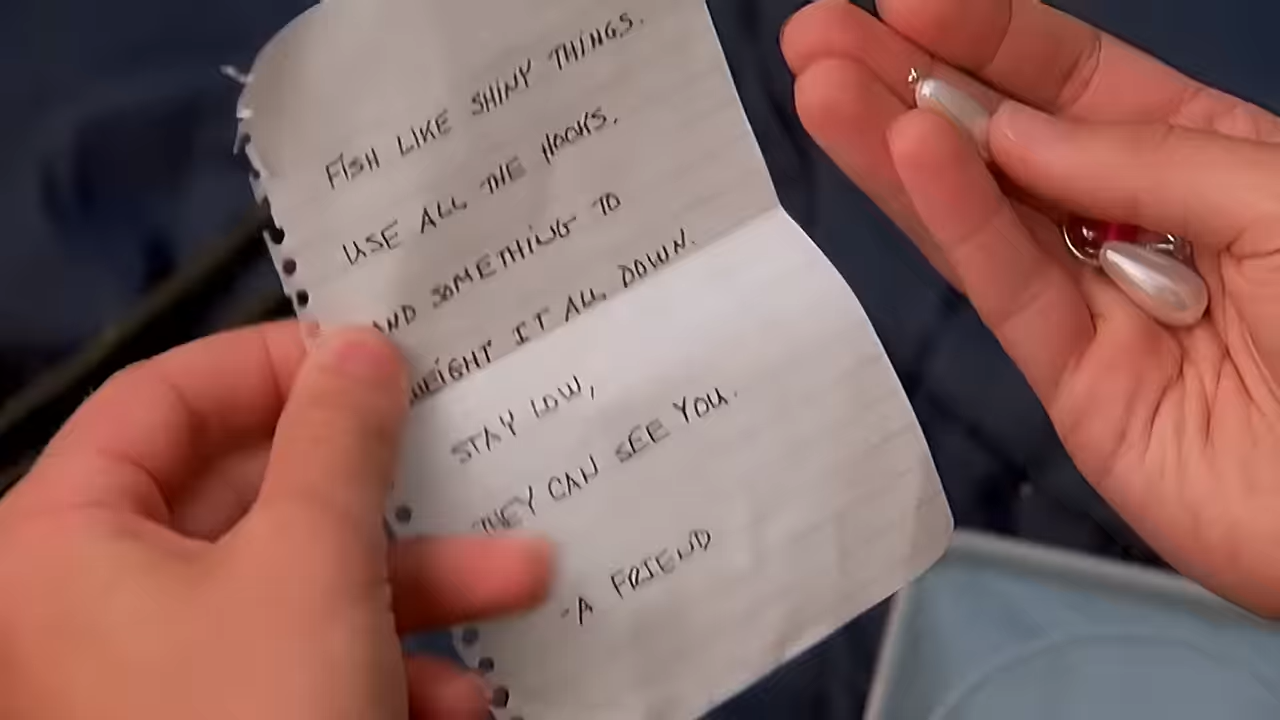 FISH LIKE SHINY THINGS.
USE ALL THE HOOKS.
AND SOMETHING TO
WEIGHT IT ALL DOWN.
STAY LOW,
THEY CAN SEE YOU.
-A FRIEND